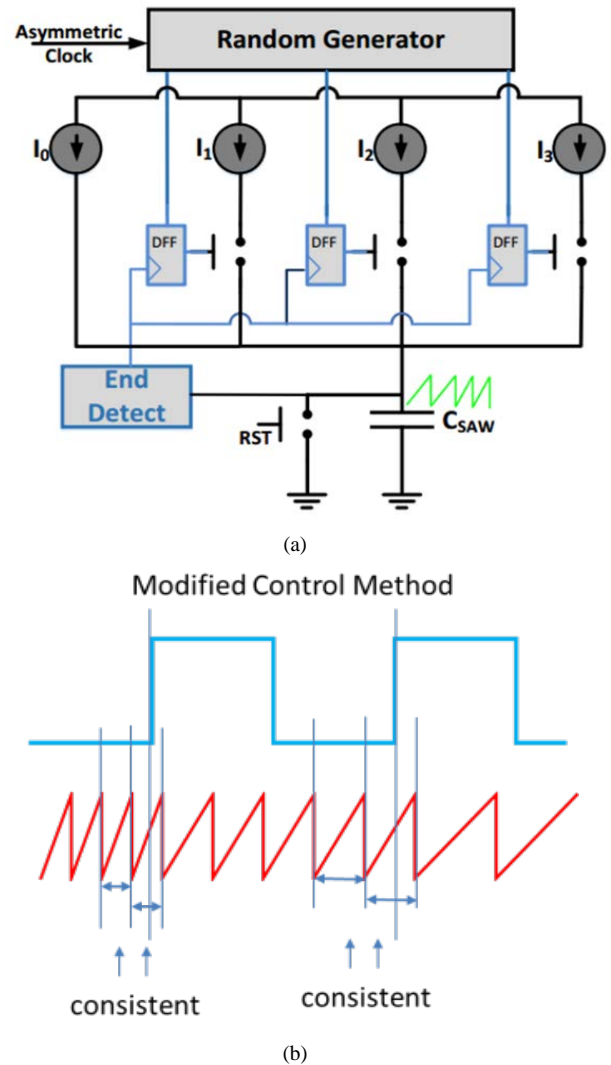 Asymmetric
Clock
Random Generator
I0
I1
I2
I3
DFF
DFF
DFF
End
Detect
RST
CSAW
(a)
Modified Control Method
consistent
consistent
(b)